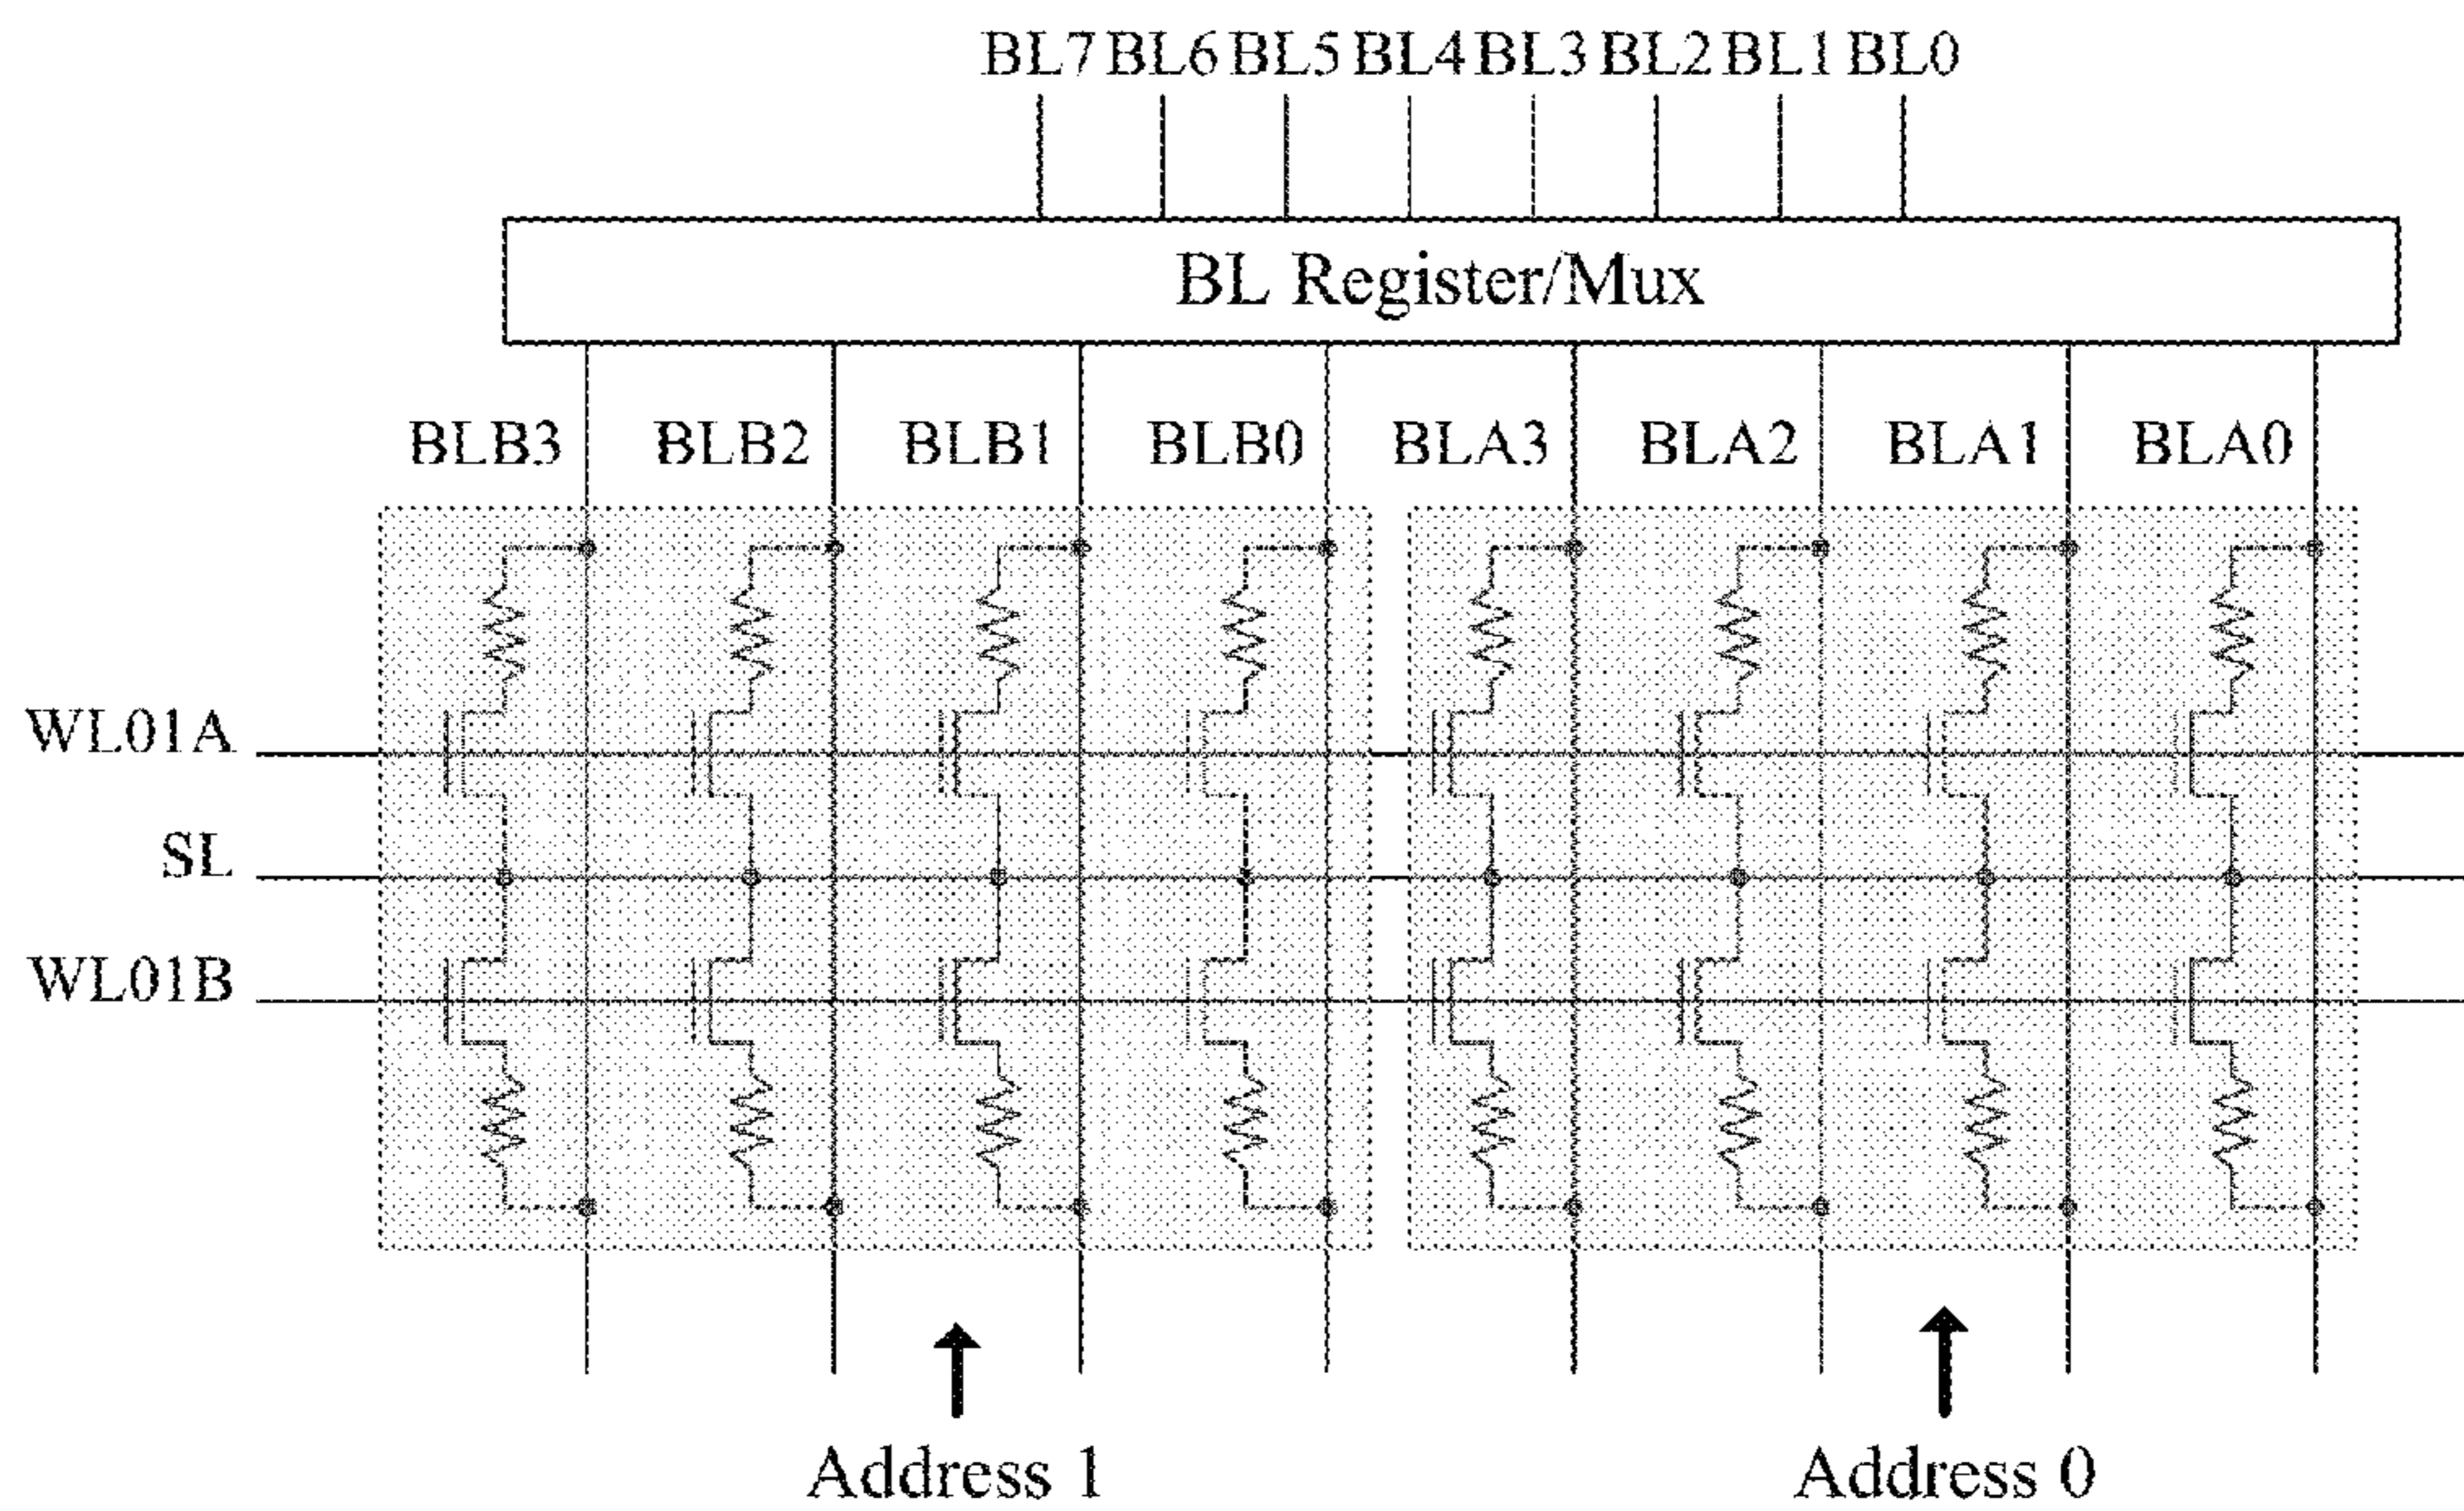 BL7 BL6 BL5 BL4 BL3 BL2 BL1 BL0
BL Register/Mux
BLB3 BLB2 BLB1 BLB0 BLA3 BLA2 BLA1 BLA0
WL01A
SL
WL01B
Address 1 Address 0